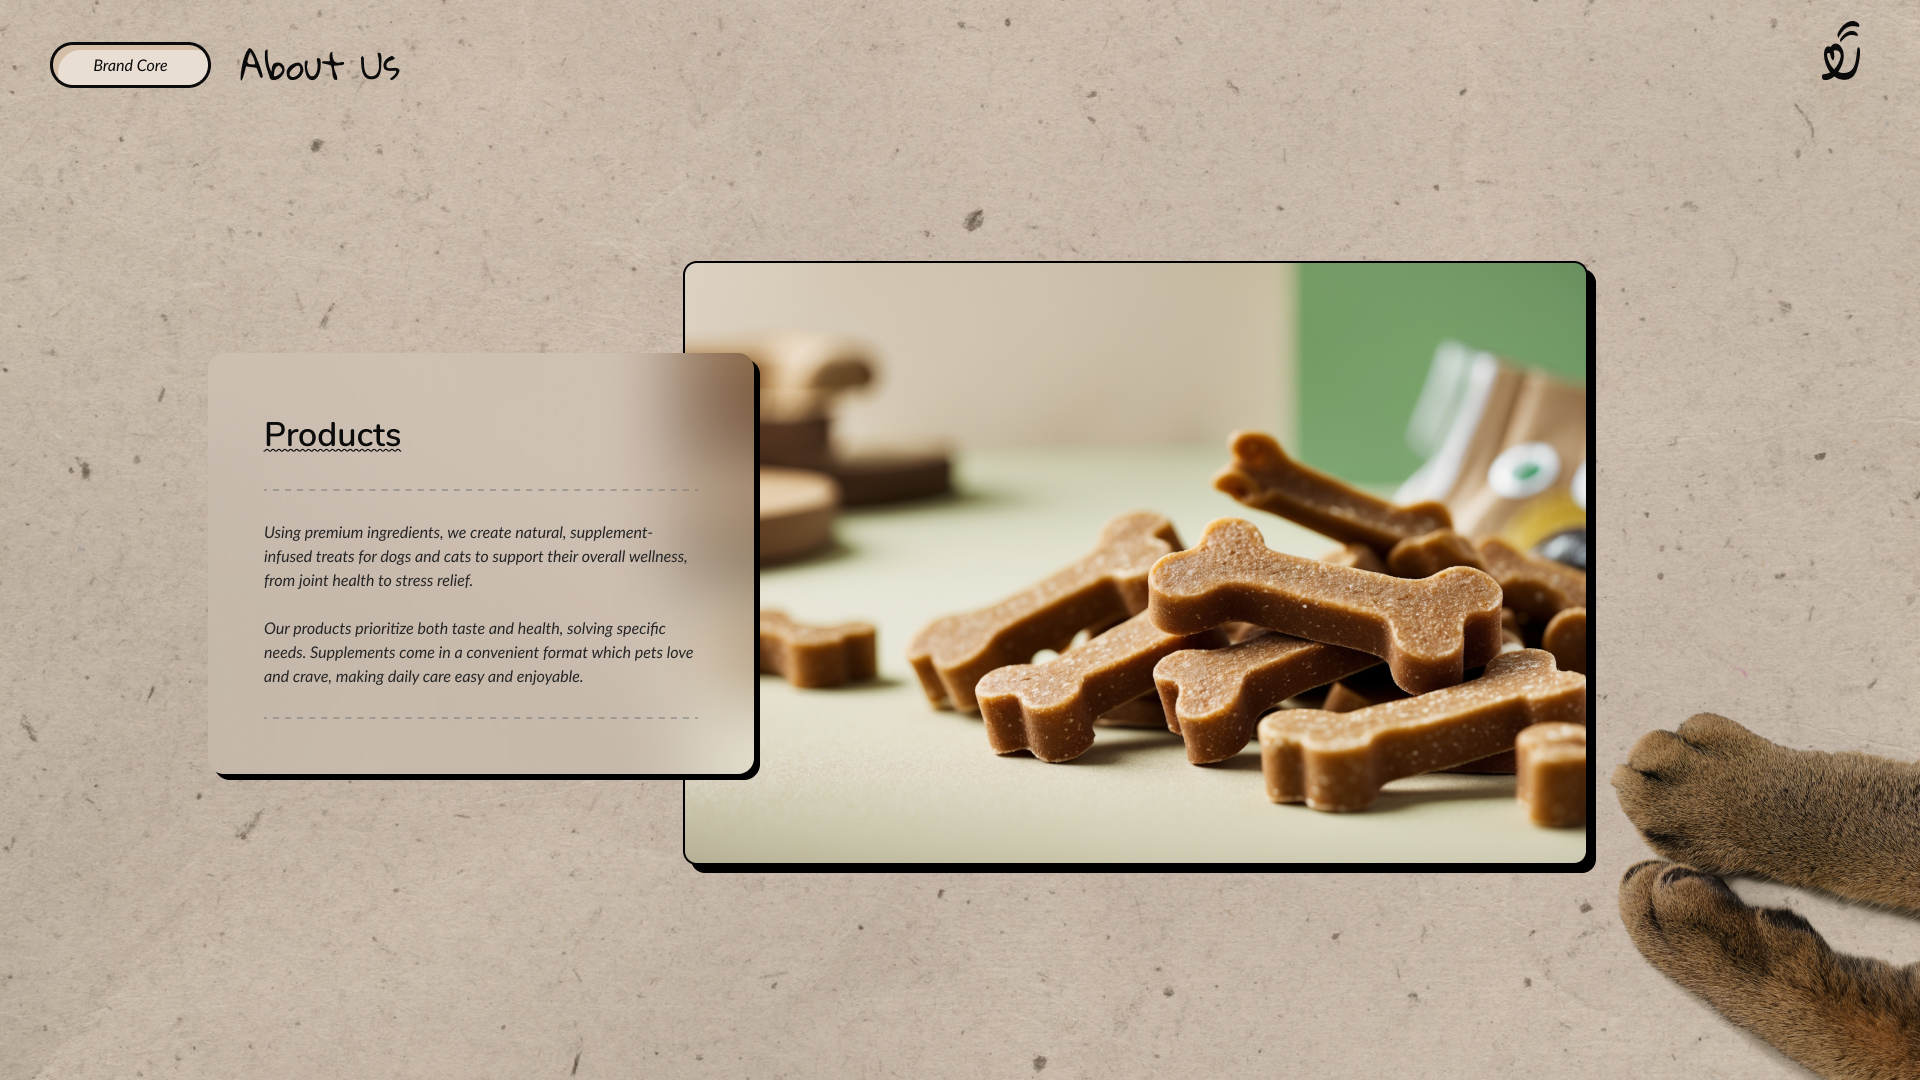 Brand Core
About Us
Products
Using premium ingredients, we create natural, supplement-
infused treats for dogs and cats to support their overall wellness,
from joint health to stress relief.
Our products prioritize both taste and health, solving specific
needs. Supplements come in a convenient format which pets love
and crave, making daily care easy and enjoyable.